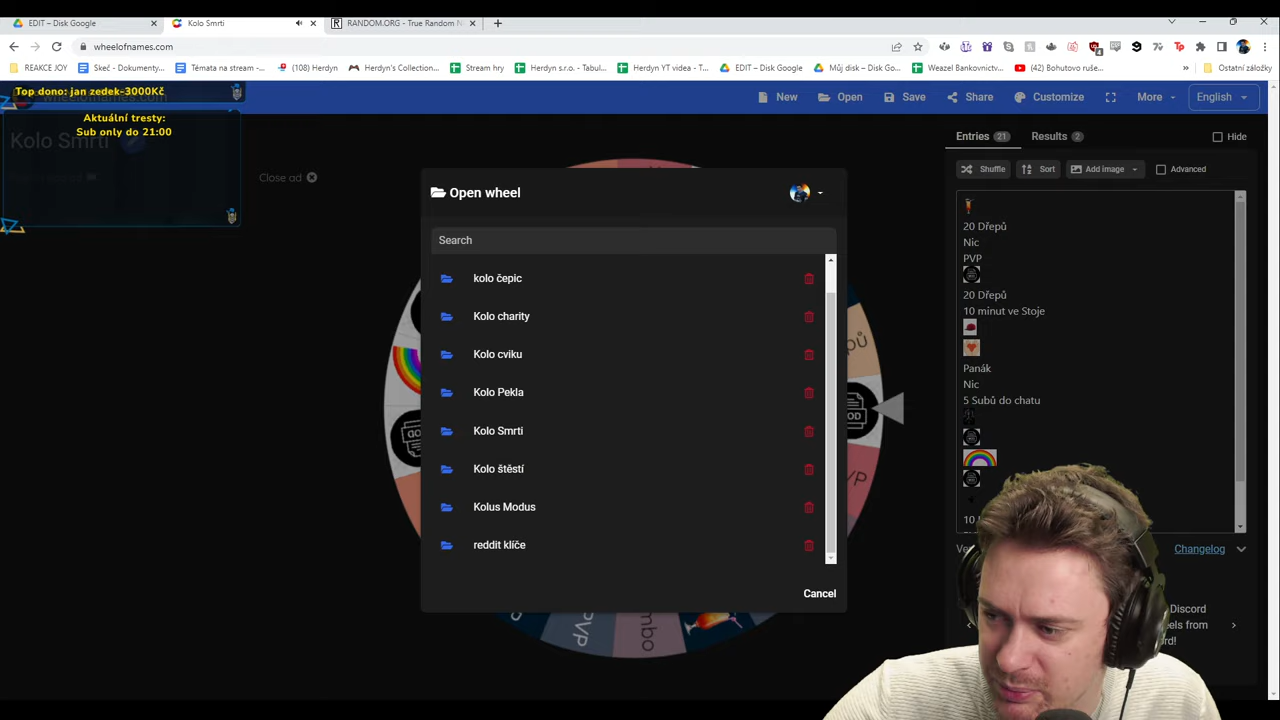 EDIT – Disk Google
Kolo Smrti
RANDOM.ORG - True Random N
wheelofnames.com
REAKCE JOY
Skeč - Dokumenty...
Témata na stream -...
(108) Herdyn
Herdyn's Collection...
Stream hry
Herdyn s.r.o. - Tabul...
Herdyn YT videa - T...
EDIT – Disk Google
Můj disk – Disk Go...
Weazel Bankovnictv...
(42) Bohutovo ruše...
»
Ostatní záložky
Top dono: jan zedek-3000Kč
wheelofnames.com
Aktuální tresty:
Sub only do 21:00
Kolo Smrti
Close ad
New
Open
Save
Share
Customize
More
English
Entries 21
Results 2
Hide
Shuffle
Sort
Add image
Advanced
20 Dřepů
Nic
PVP
20 Dřepů
10 minut ve Stoje
Panák
Nic
5 Subů do chatu
Changelog
Discord
Open wheel
Search
kolo čepic
Kolo charity
Kolo cviku
Kolo Pekla
Kolo Smrti
Kolo štěstí
Kolus Modus
reddit klíče
Cancel
PVP